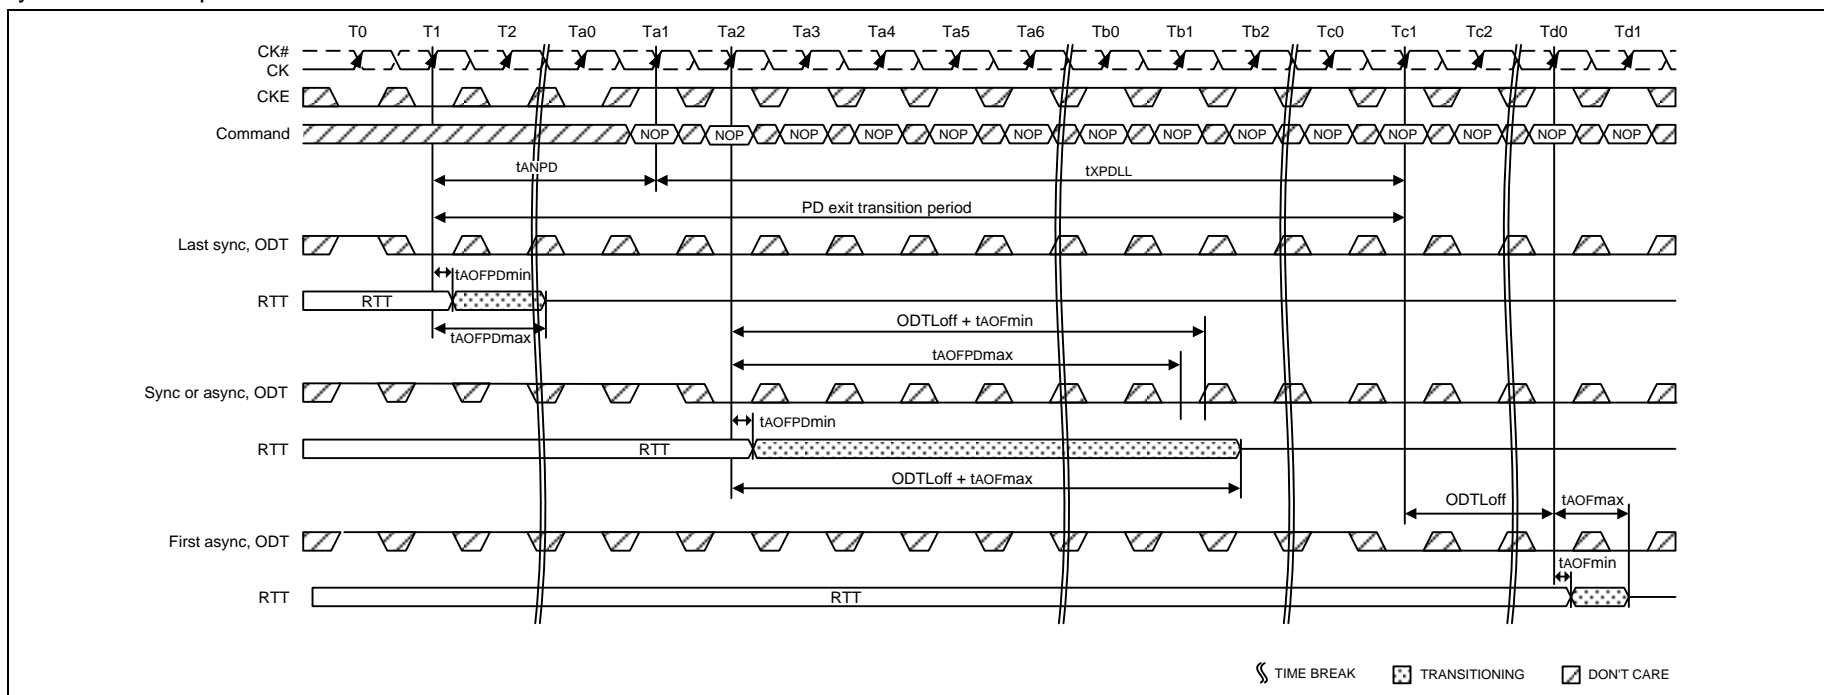 T0 T1 T2 Ta0 Ta1 Ta2 Ta3 Ta4 Ta5 Ta6 Tb0 Tb1 Tb2 Tc0 Tc1 Tc2 Td0 Td1
CK#
CK
CKE
Command NOP NOP NOP NOP NOP NOP NOP NOP NOP NOP NOP NOP NOP NOP
tANPD tXPDLL
PD exit transition period
Last sync, ODT
tAOFPDmin
RTT RTT
tAOFPDmax
ODTLoff + tAOFmin
tAOFPDmax
Sync or async, ODT
tAOFPDmin
RTT RTT
ODTLoff + tAOFmax
ODTLoff tAOFmax
First async, ODT
tAOFmin
RTT RTT
TIME BREAK TRANSITIONING DON'T CARE